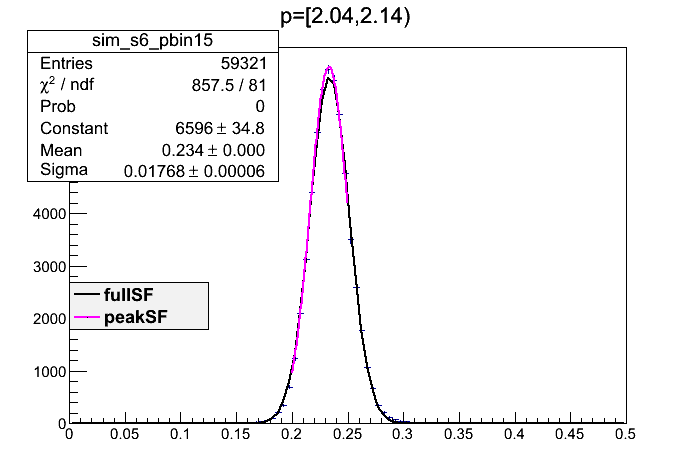 p=[2.04,2.14)
sim_s6_pbin15
Entries 59321
χ² / ndf 857.5 / 81
Prob 0
Constant 6596 ± 34.8
Mean 0.234 ± 0.000
Sigma 0.01768 ± 0.00006
4000
3000
fullSF
peakSF
2000
1000
0
0 0.05 0.1 0.15 0.2 0.25 0.3 0.35 0.4 0.45 0.5